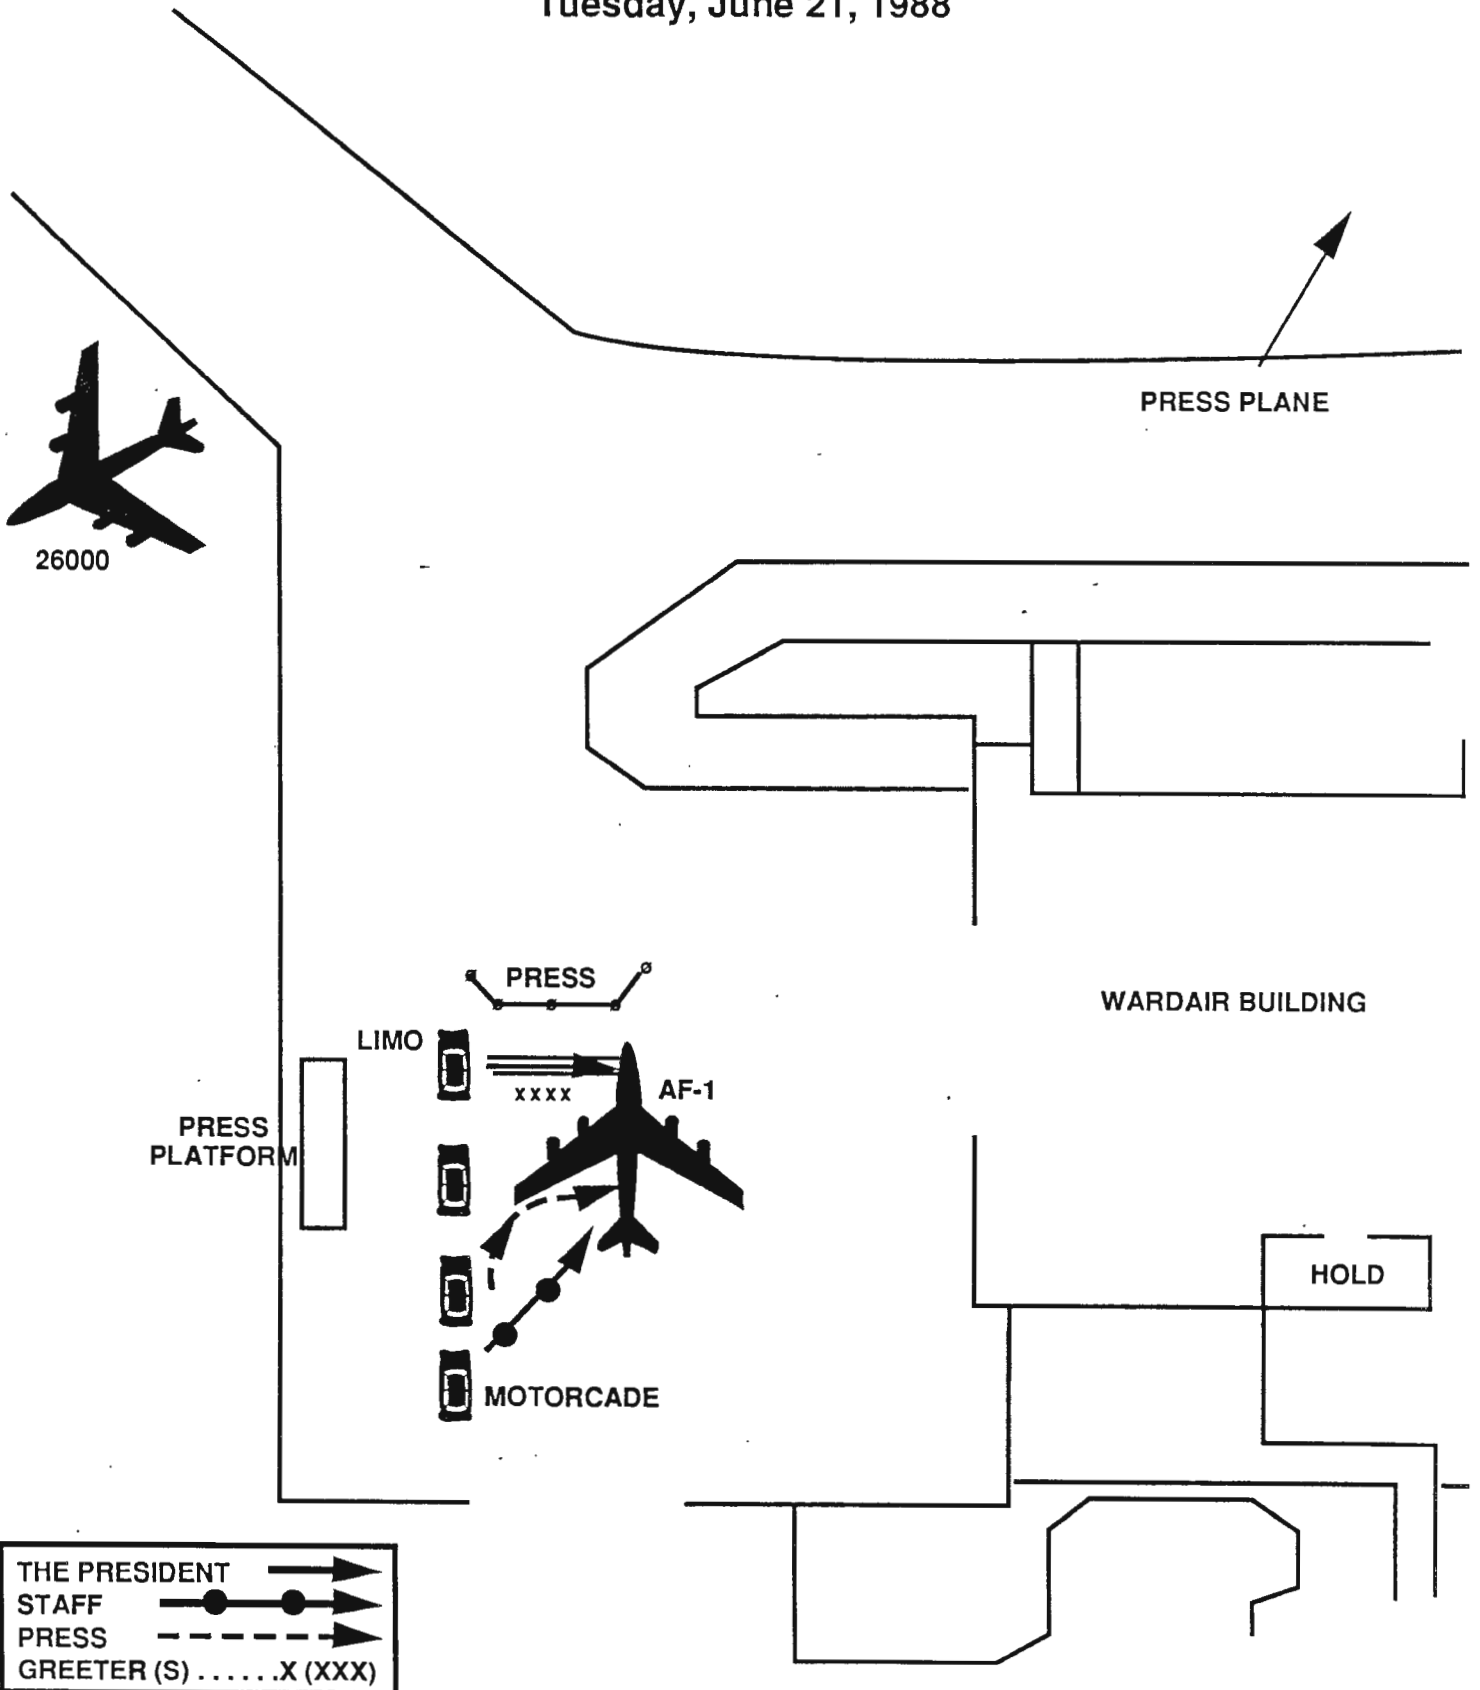 Tuesday, June 21, 1988
PRESS PLANE
26000
PRESS
WARDAIR BUILDING
LIMO
xxxx
AF-1
PRESS
PLATFORM
HOLD
MOTORCADE
THE PRESIDENT
STAFF
PRESS
GREETER (S) ......X (XXX)